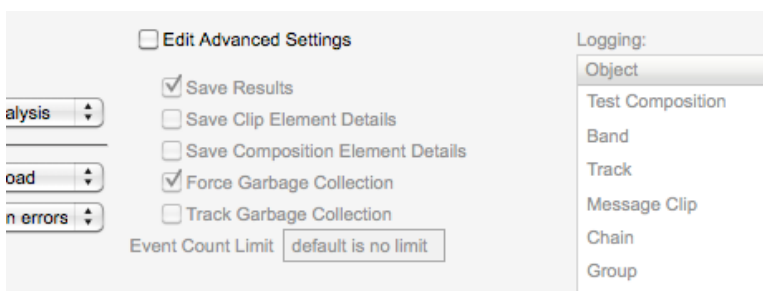 Edit Advanced Settings
Save Results
Save Clip Element Details
Save Composition Element Details
Force Garbage Collection
Track Garbage Collection
Event Count Limit default is no limit
alysis
oad
n errors
Logging:
Object
Test Composition
Band
Track
Message Clip
Chain
Group